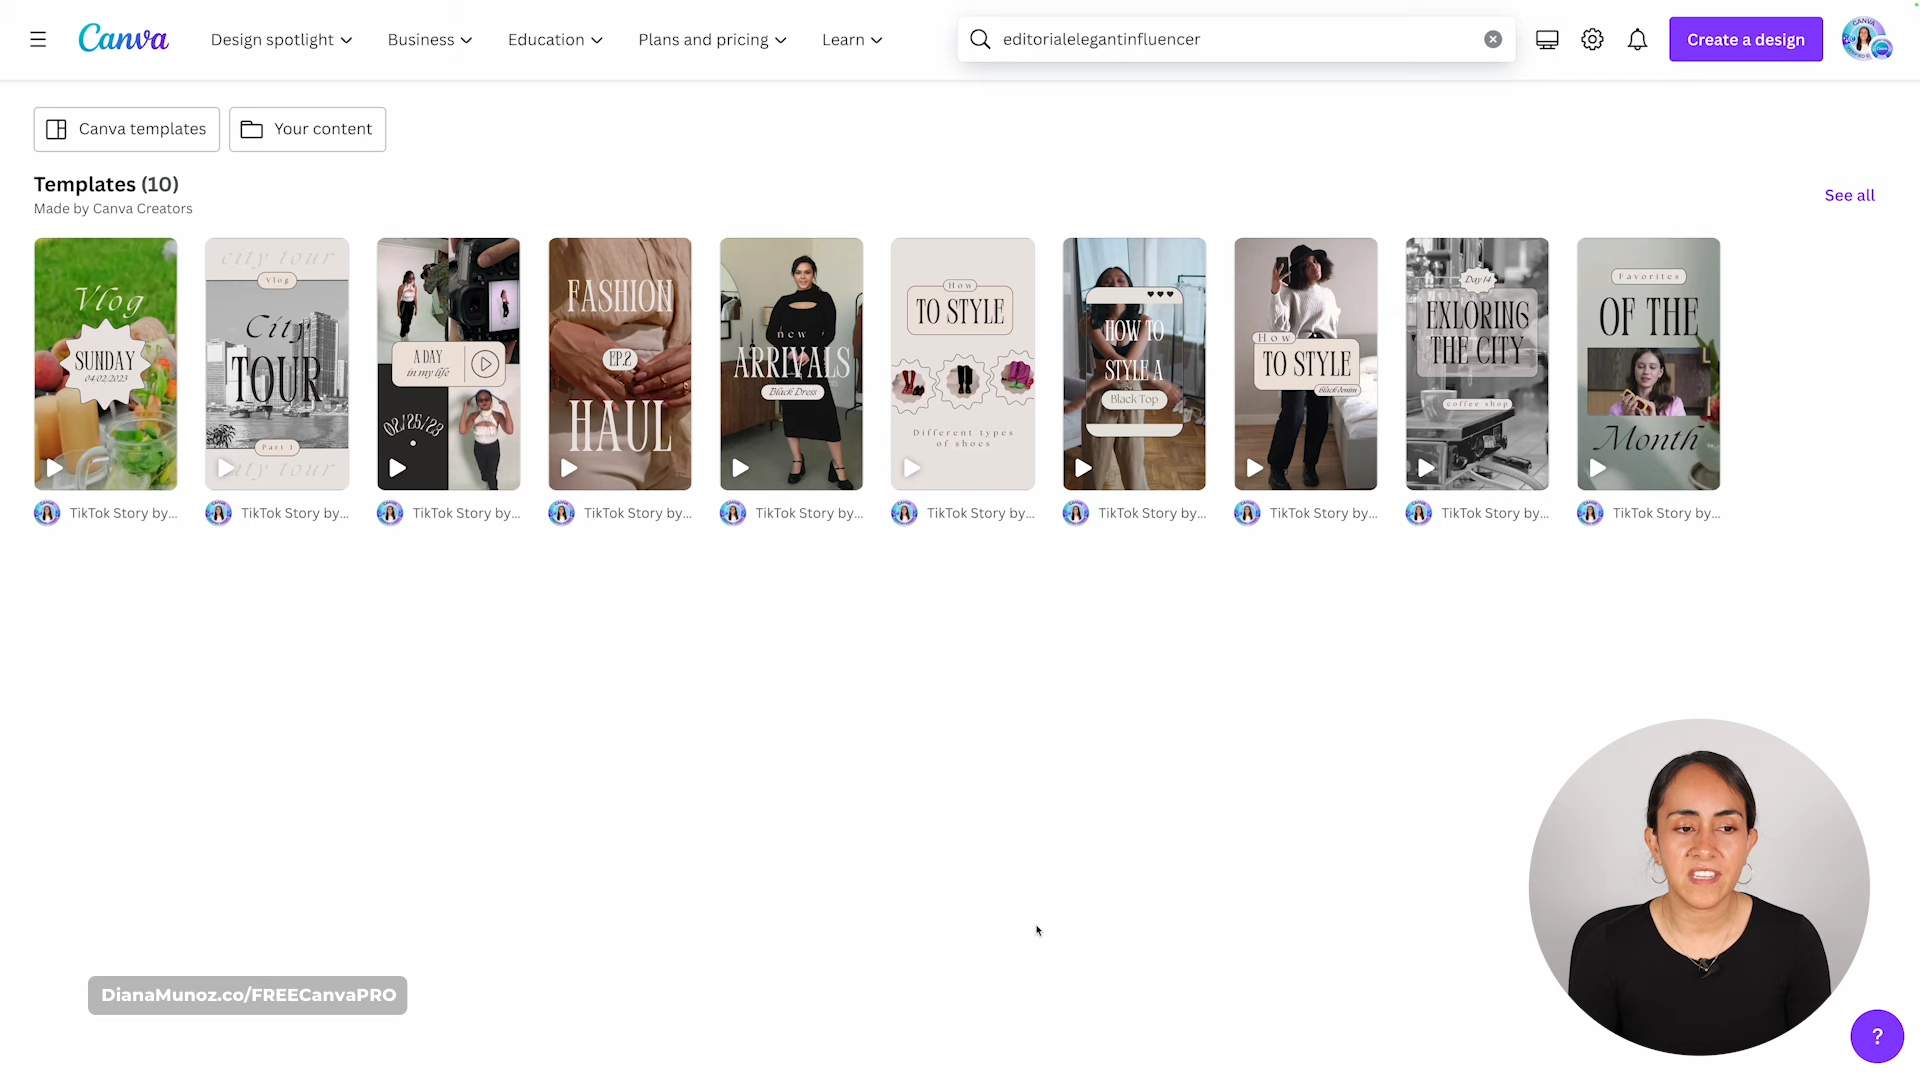 Canva
Design spotlight
Business
Education
Plans and pricing
Learn
editorialelegantinfluencer
Create a design
CANVA
Canva templates
Your content
Templates (10)
Made by Canva Creators
See all
Vlog
SUNDAY
04/02/2023
city tour
Vlog
City
TOUR
Part 1
city tour
A DAY
in my life
02/25/23
FASHION
EP.2
HAUL
new
ARRIVALS
Black Dress
How
TO STYLE
Different types
of shoes
HOW TO
STYLE A
Black Top
How
TO STYLE
black denim
Day 14
EXLORING
THE CITY
coffee shop
Favorites
OF THE
Month
TikTok Story by...
TikTok Story by...
TikTok Story by...
TikTok Story by...
TikTok Story by...
TikTok Story by...
TikTok Story by...
TikTok Story by...
TikTok Story by...
TikTok Story by...
DianaMunoz.co/FREECanvaPRO
?